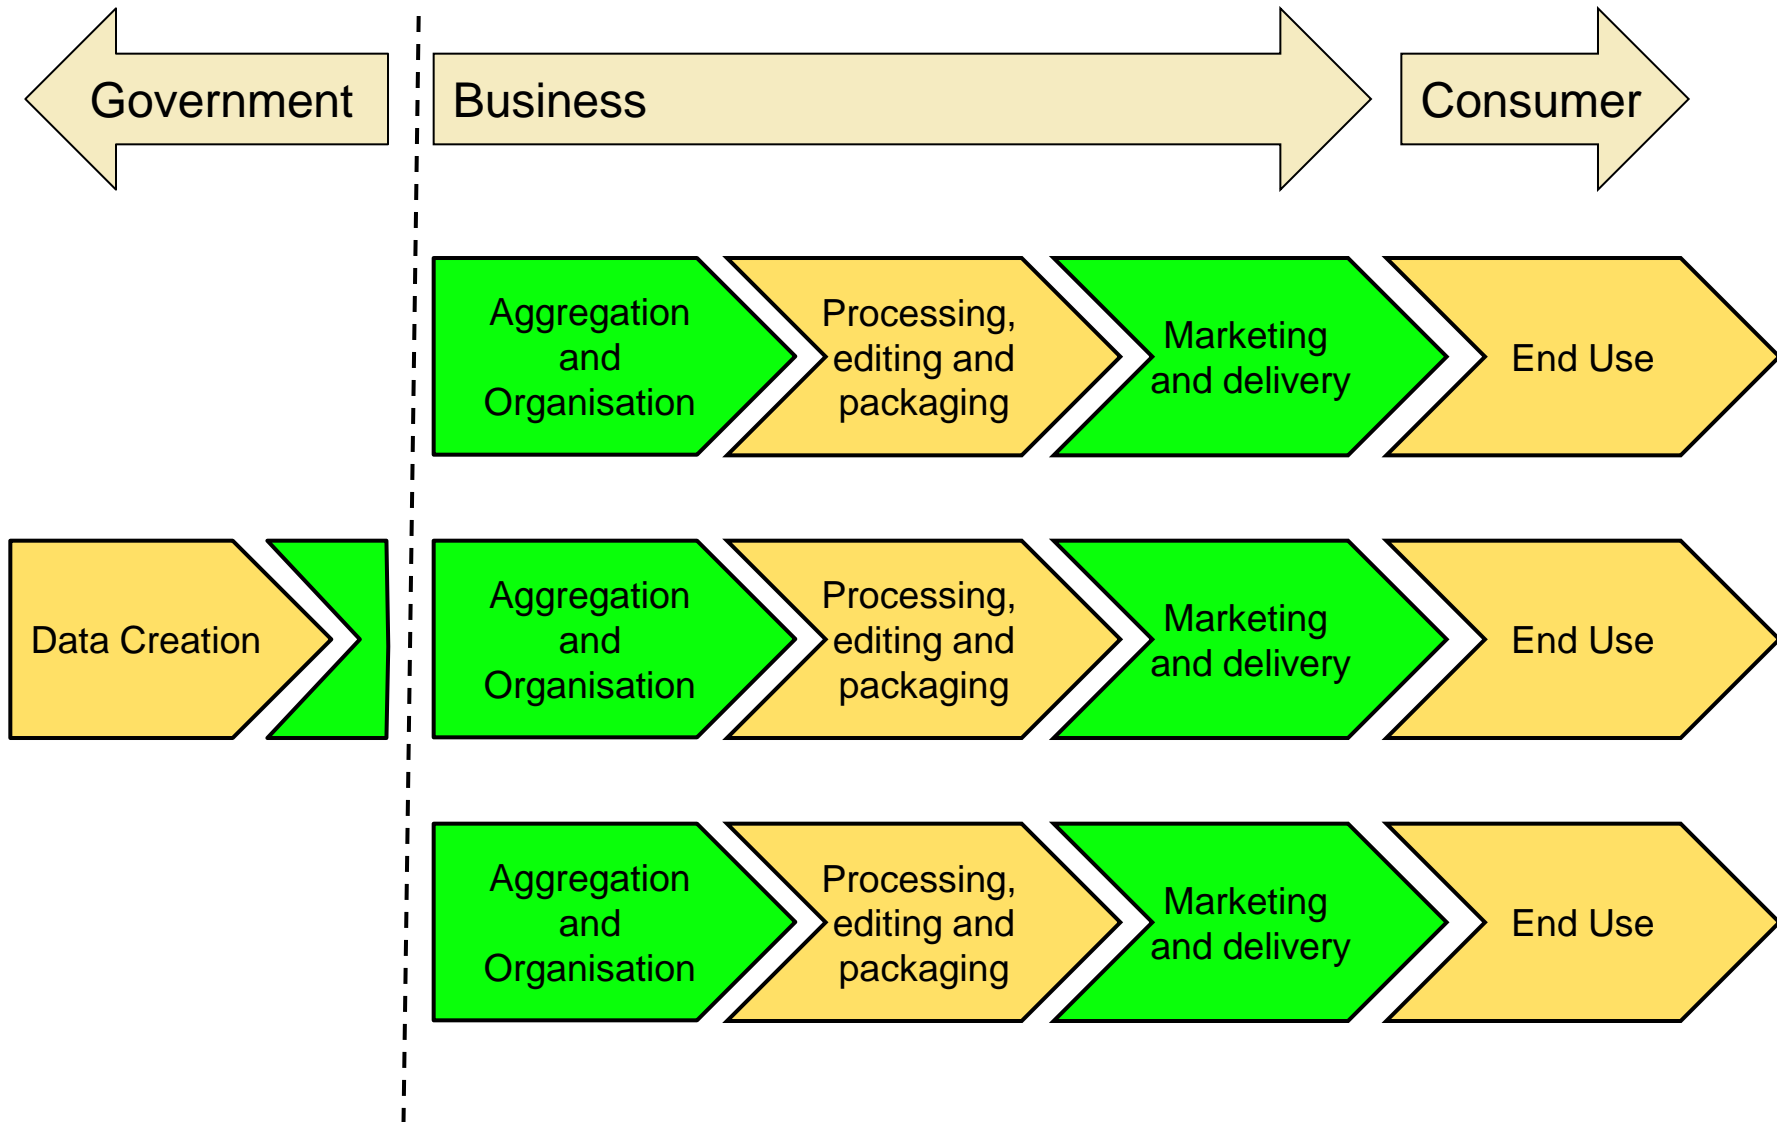 Government
Business
Consumer
Aggregation
and
Organisation
Processing,
editing and
packaging
Marketing
and delivery
End Use
Data Creation
Aggregation
and
Organisation
Processing,
editing and
packaging
Marketing
and delivery
End Use
Aggregation
and
Organisation
Processing,
editing and
packaging
Marketing
and delivery
End Use